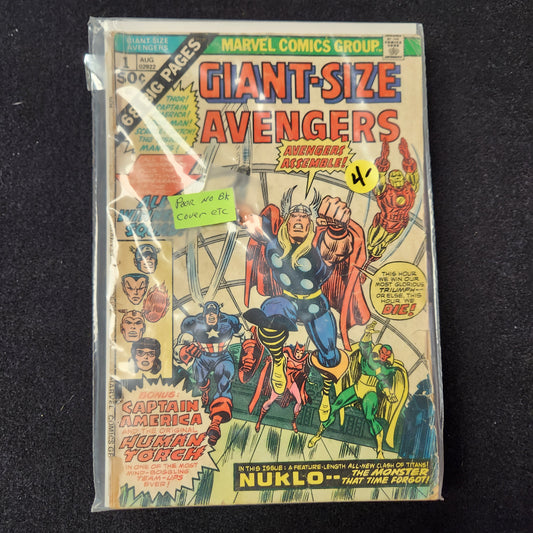 GIANT-SIZE
AVENGERS
MARVEL COMICS GROUP
1
AUG
02822
50¢
BIG PAGES
GIANT-SIZE
AVENGERS
THOR!
CAPTAIN
AMERICA!
AVENGERS
ASSEMBLE!
4-
POOR NO BK
COVER ETC
THIS HOUR
WE WIN OUR
MOST GLORIOUS
TRIUMPH--
OR ELSE, THIS
HOUR, WE
DIE!
BONUS:
CAPTAIN
AMERICA
AND THE ORIGINAL
HUMAN
TORCH
IN ONE OF THE MOST
MIND-BOGGLING
TEAM-UPS
EVER!
IN THIS ISSUE: A FEATURE-LENGTH ALL-NEW CLASH OF TITANS!
NUKLO--THE MONSTER
THAT TIME FORGOT!